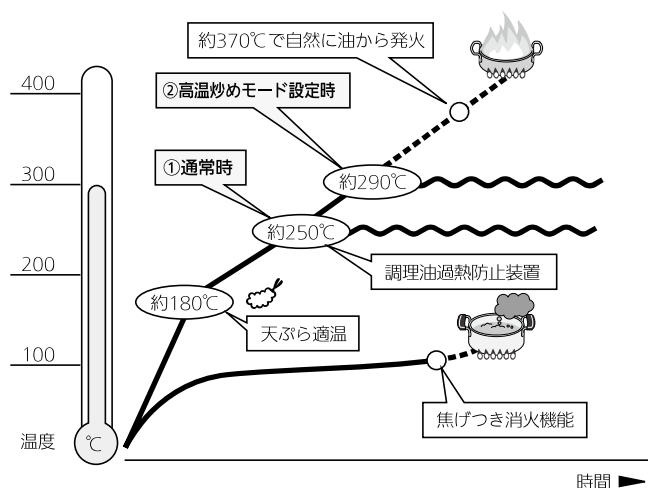 約370℃で自然に油から発火
400
②高温炒めモード設定時
300
①通常時
約290℃
約250℃
200
調理油過熱防止装置
約180℃
天ぷら適温
100
焦げつき消火機能
温度
℃
時間